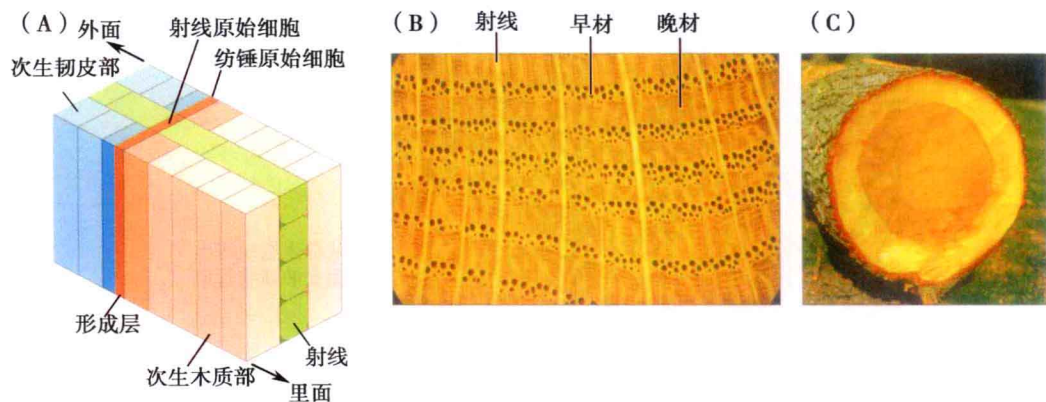 (A)
外面
射线原始细胞
纺锤原始细胞
次生韧皮部
形成层
次生木质部
射线
里面
(B)
射线
早材
晚材
(C)